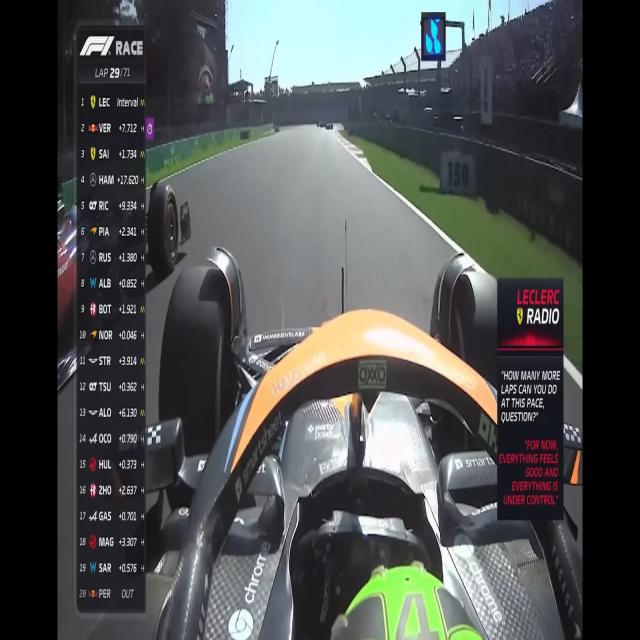 F1 RACE
LAP 29/71
1 LEC Interval M
2 VER +7.712 H
3 SAI +1.734 M
4 HAM +17.620 H
5 RIC +9.334 H
6 PIA +2.341 H
7 RUS +1.380 H
8 ALB +0.852 H
9 BOT +1.921 M
10 NOR +0.046 H
11 STR +3.914 M
12 TSU +0.362 H
13 ALO +6.130 M
14 OCO +0.790 H
15 HUL +0.373 H
16 ZHO +2.637 H
17 GAS +0.701 H
18 MAG +3.307 H
19 SAR +0.576 H
20 PER OUT
150
LECLERC
RADIO
"HOW MANY MORE
LAPS CAN YOU DO
AT THIS PACE,
QUESTION?"
"FOR NOW,
EVERYTHING FEELS
GOOD AND
EVERYTHING IS
UNDER CONTROL"
OXXO
chrome
4